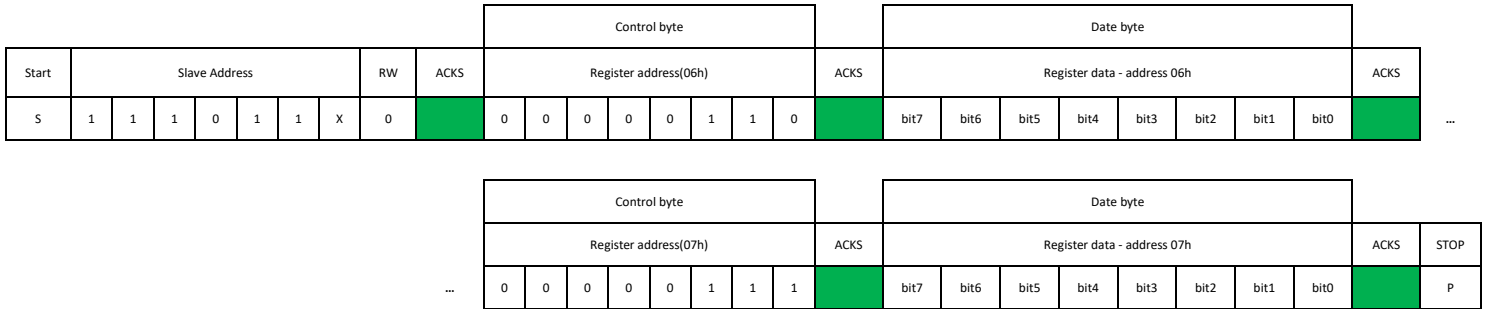 Control byte Date byte
Start Slave Address RW ACKS Register address(06h) ACKS Register data - address 06h ACKS
S 1 1 1 0 1 1 X 0 0 0 0 0 0 1 1 0 bit7 bit6 bit5 bit4 bit3 bit2 bit1 bit0 ...
Control byte Date byte
Register address(07h) ACKS Register data - address 07h ACKS STOP
... 0 0 0 0 0 1 1 1 bit7 bit6 bit5 bit4 bit3 bit2 bit1 bit0 P